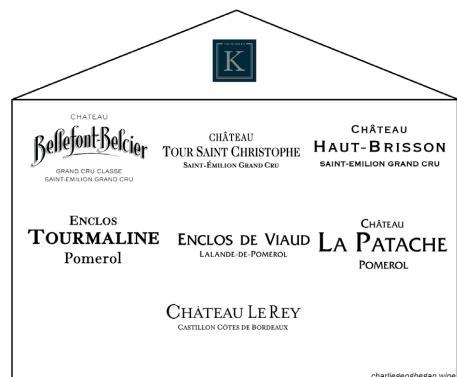 K
CHATEAU
Bellefont-Belcier
GRAND CRU CLASSE
SAINT-EMILION GRAND CRU
CHÂTEAU
TOUR SAINT CHRISTOPHE
SAINT-ÉMILION GRAND CRU
CHÂTEAU
HAUT-BRISSON
SAINT-EMILION GRAND CRU
ENCLOS
TOURMALINE
Pomerol
ENCLOS DE VIAUD
LALANDE-DE-POMEROL
CHÂTEAU
LA PATACHE
POMEROL
CHÂTEAU LE REY
CASTILLON CÔTES DE BORDEAUX
charliegeoghegan.wine